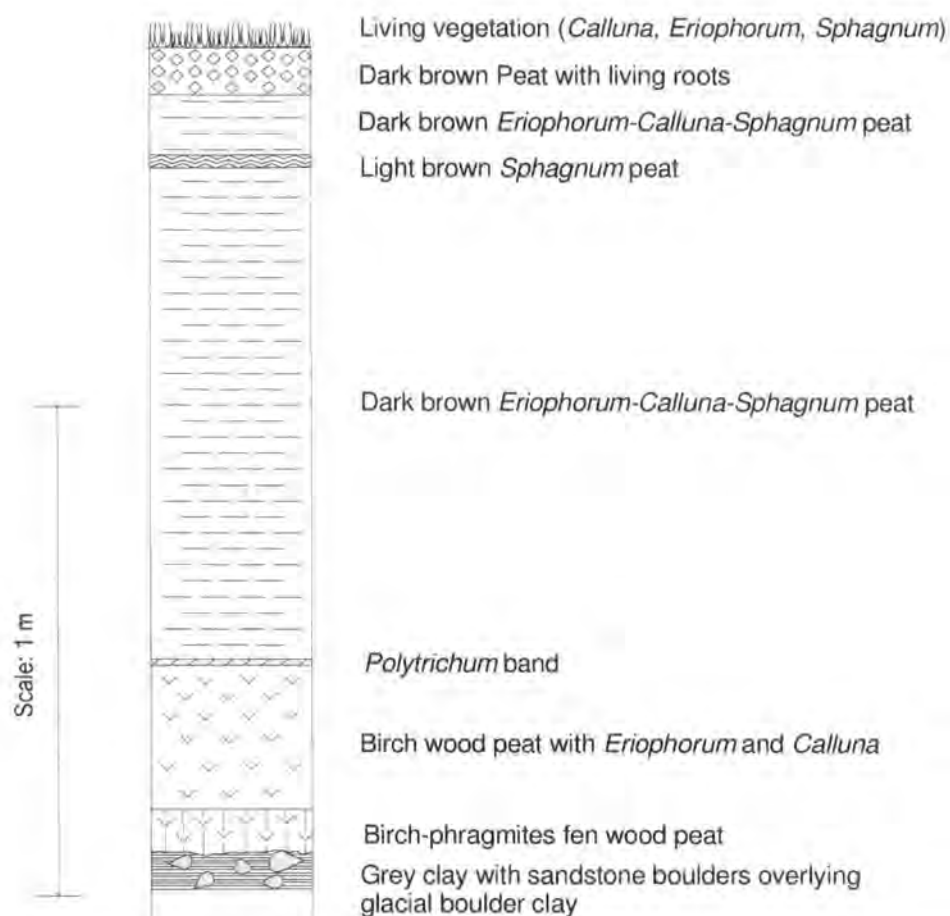 Living vegetation (Calluna, Eriophorum, Sphagnum)
Dark brown Peat with living roots
Dark brown Eriophorum-Calluna-Sphagnum peat
Light brown Sphagnum peat
Dark brown Eriophorum-Calluna-Sphagnum peat
Scale: 1 m
Polytrichum band
Birch wood peat with Eriophorum and Calluna
Birch-phragmites fen wood peat
Grey clay with sandstone boulders overlying
glacial boulder clay